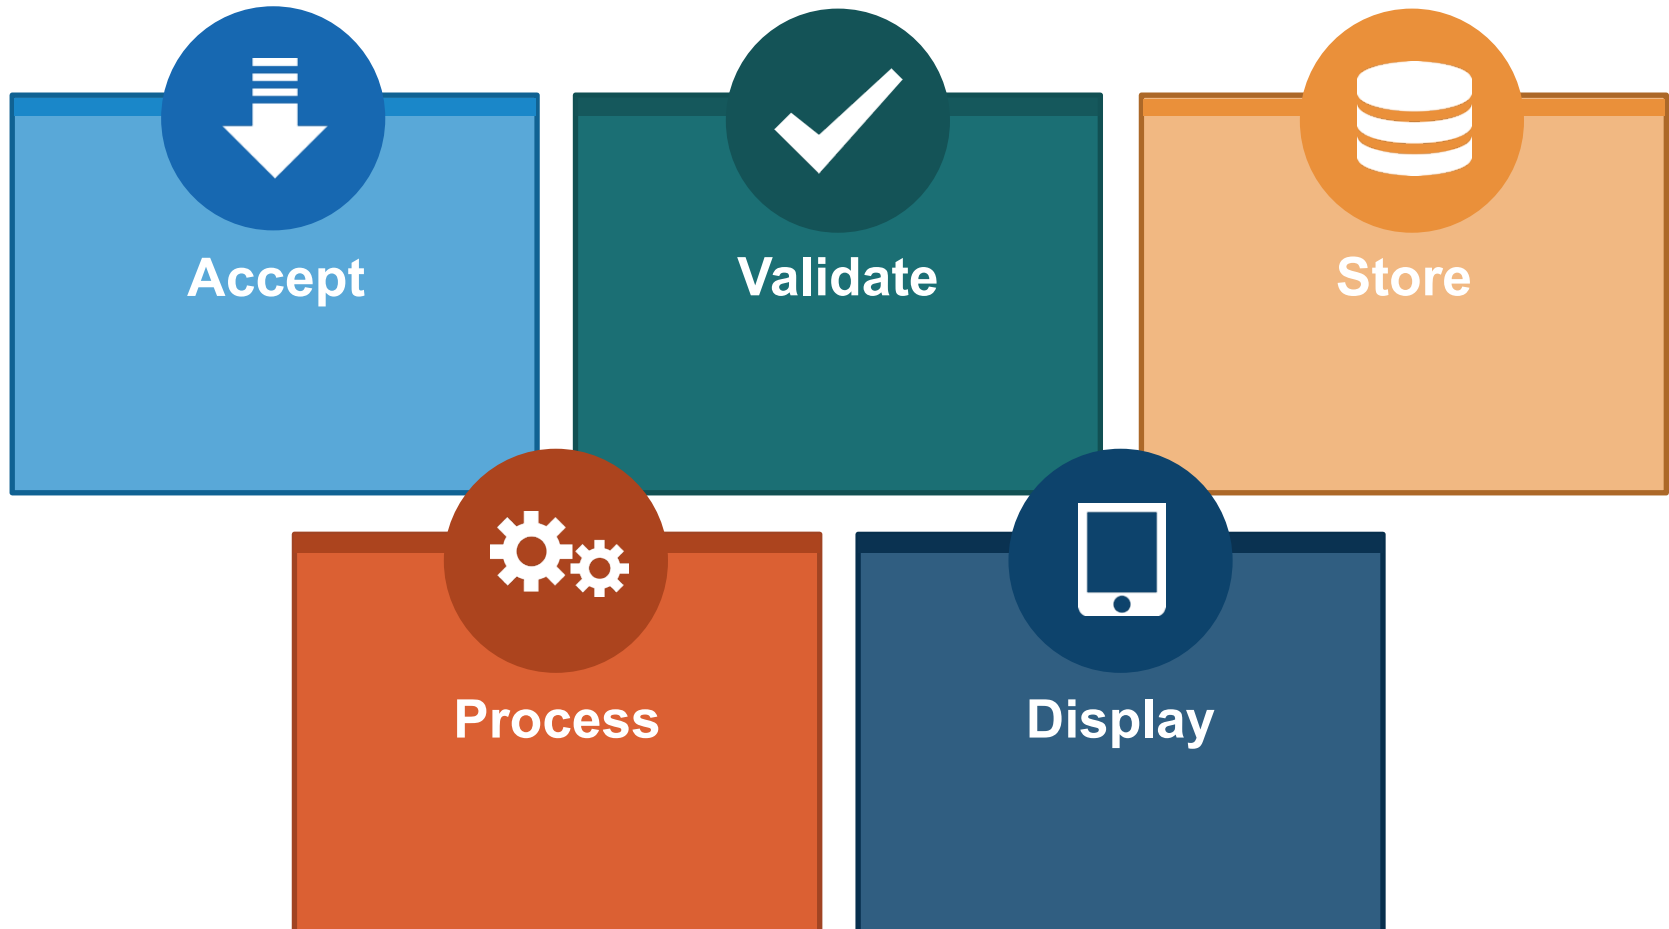 Accept
Validate
Store
Process
Display